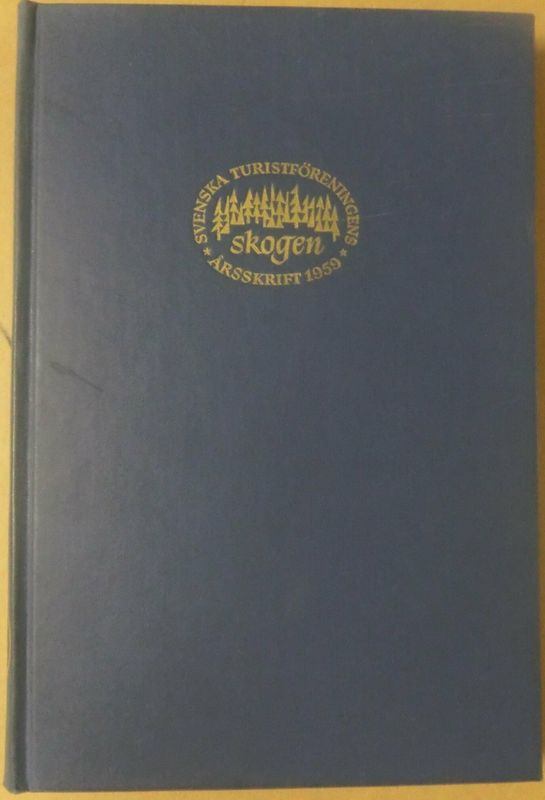 SVENSKA TURISTFÖRENINGENS
skogen
* ÅRSSKRIFT 1959 *